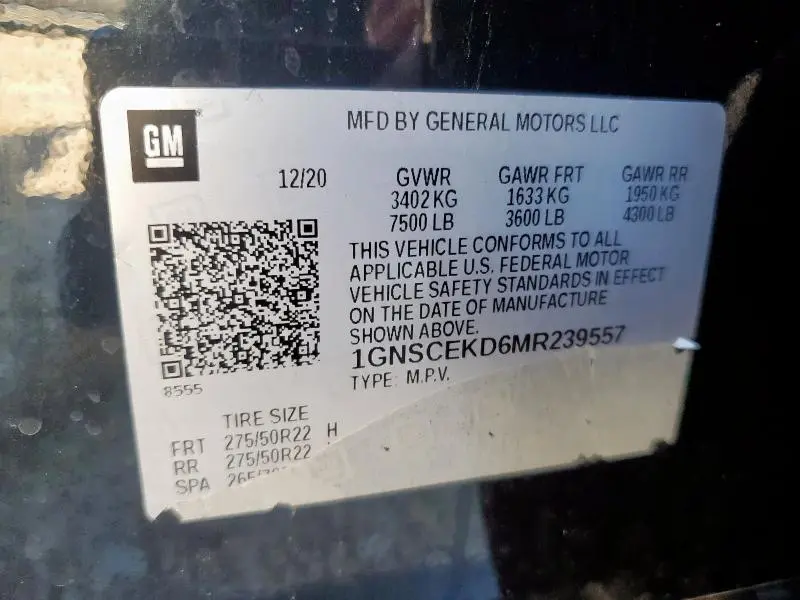 GM
MFD BY GENERAL MOTORS LLC
12/20
GVWR GAWR FRT GAWR RR
3402 KG 1633 KG 1950 KG
7500 LB 3600 LB 4300 LB
THIS VEHICLE CONFORMS TO ALL
APPLICABLE U.S. FEDERAL MOTOR
VEHICLE SAFETY STANDARDS IN EFFECT
ON THE DATE OF MANUFACTURE
SHOWN ABOVE.
1GNSCEKD6MR239557
TYPE: M.P.V.
8555
TIRE SIZE
FRT 275/50R22 H
RR 275/50R22
SPA